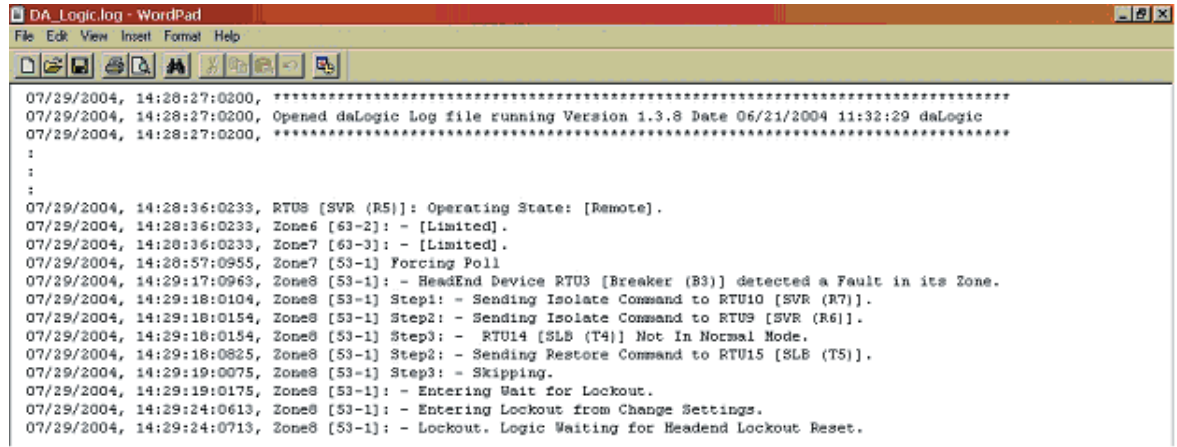 DA_Logic.log - WordPad
File Edit View Insert Format Help
07/29/2004, 14:28:27:0200, ********************************************************************************
07/29/2004, 14:28:27:0200, Opened daLogic Log file running Version 1.3.8 Date 06/21/2004 11:32:29 daLogic
07/29/2004, 14:28:27:0200, ********************************************************************************
:
:
:
07/29/2004, 14:28:36:0233, RTU8 [SVR (R5)]: Operating State: [Remote].
07/29/2004, 14:28:36:0233, Zone6 [63-2]: - [Limited].
07/29/2004, 14:28:36:0233, Zone7 [63-3]: - [Limited].
07/29/2004, 14:28:57:0955, Zone7 [53-1] Forcing Poll
07/29/2004, 14:29:17:0963, Zone8 [53-1]: - HeadEnd Device RTU3 [Breaker (B3)] detected a Fault in its Zone.
07/29/2004, 14:29:18:0104, Zone8 [53-1] Step1: - Sending Isolate Command to RTU10 [SVR (R7)].
07/29/2004, 14:29:18:0154, Zone8 [53-1] Step2: - Sending Isolate Command to RTU9 [SVR (R6)].
07/29/2004, 14:29:18:0154, Zone8 [53-1] Step3: -  RTU14 [SLB (T4)] Not In Normal Mode.
07/29/2004, 14:29:18:0825, Zone8 [53-1] Step2: - Sending Restore Command to RTU15 [SLB (T5)].
07/29/2004, 14:29:19:0075, Zone8 [53-1] Step3: - Skipping.
07/29/2004, 14:29:19:0175, Zone8 [53-1]: - Entering Wait for Lockout.
07/29/2004, 14:29:24:0613, Zone8 [53-1]: - Entering Lockout from Change Settings.
07/29/2004, 14:29:24:0713, Zone8 [53-1]: - Lockout. Logic Waiting for Headend Lockout Reset.